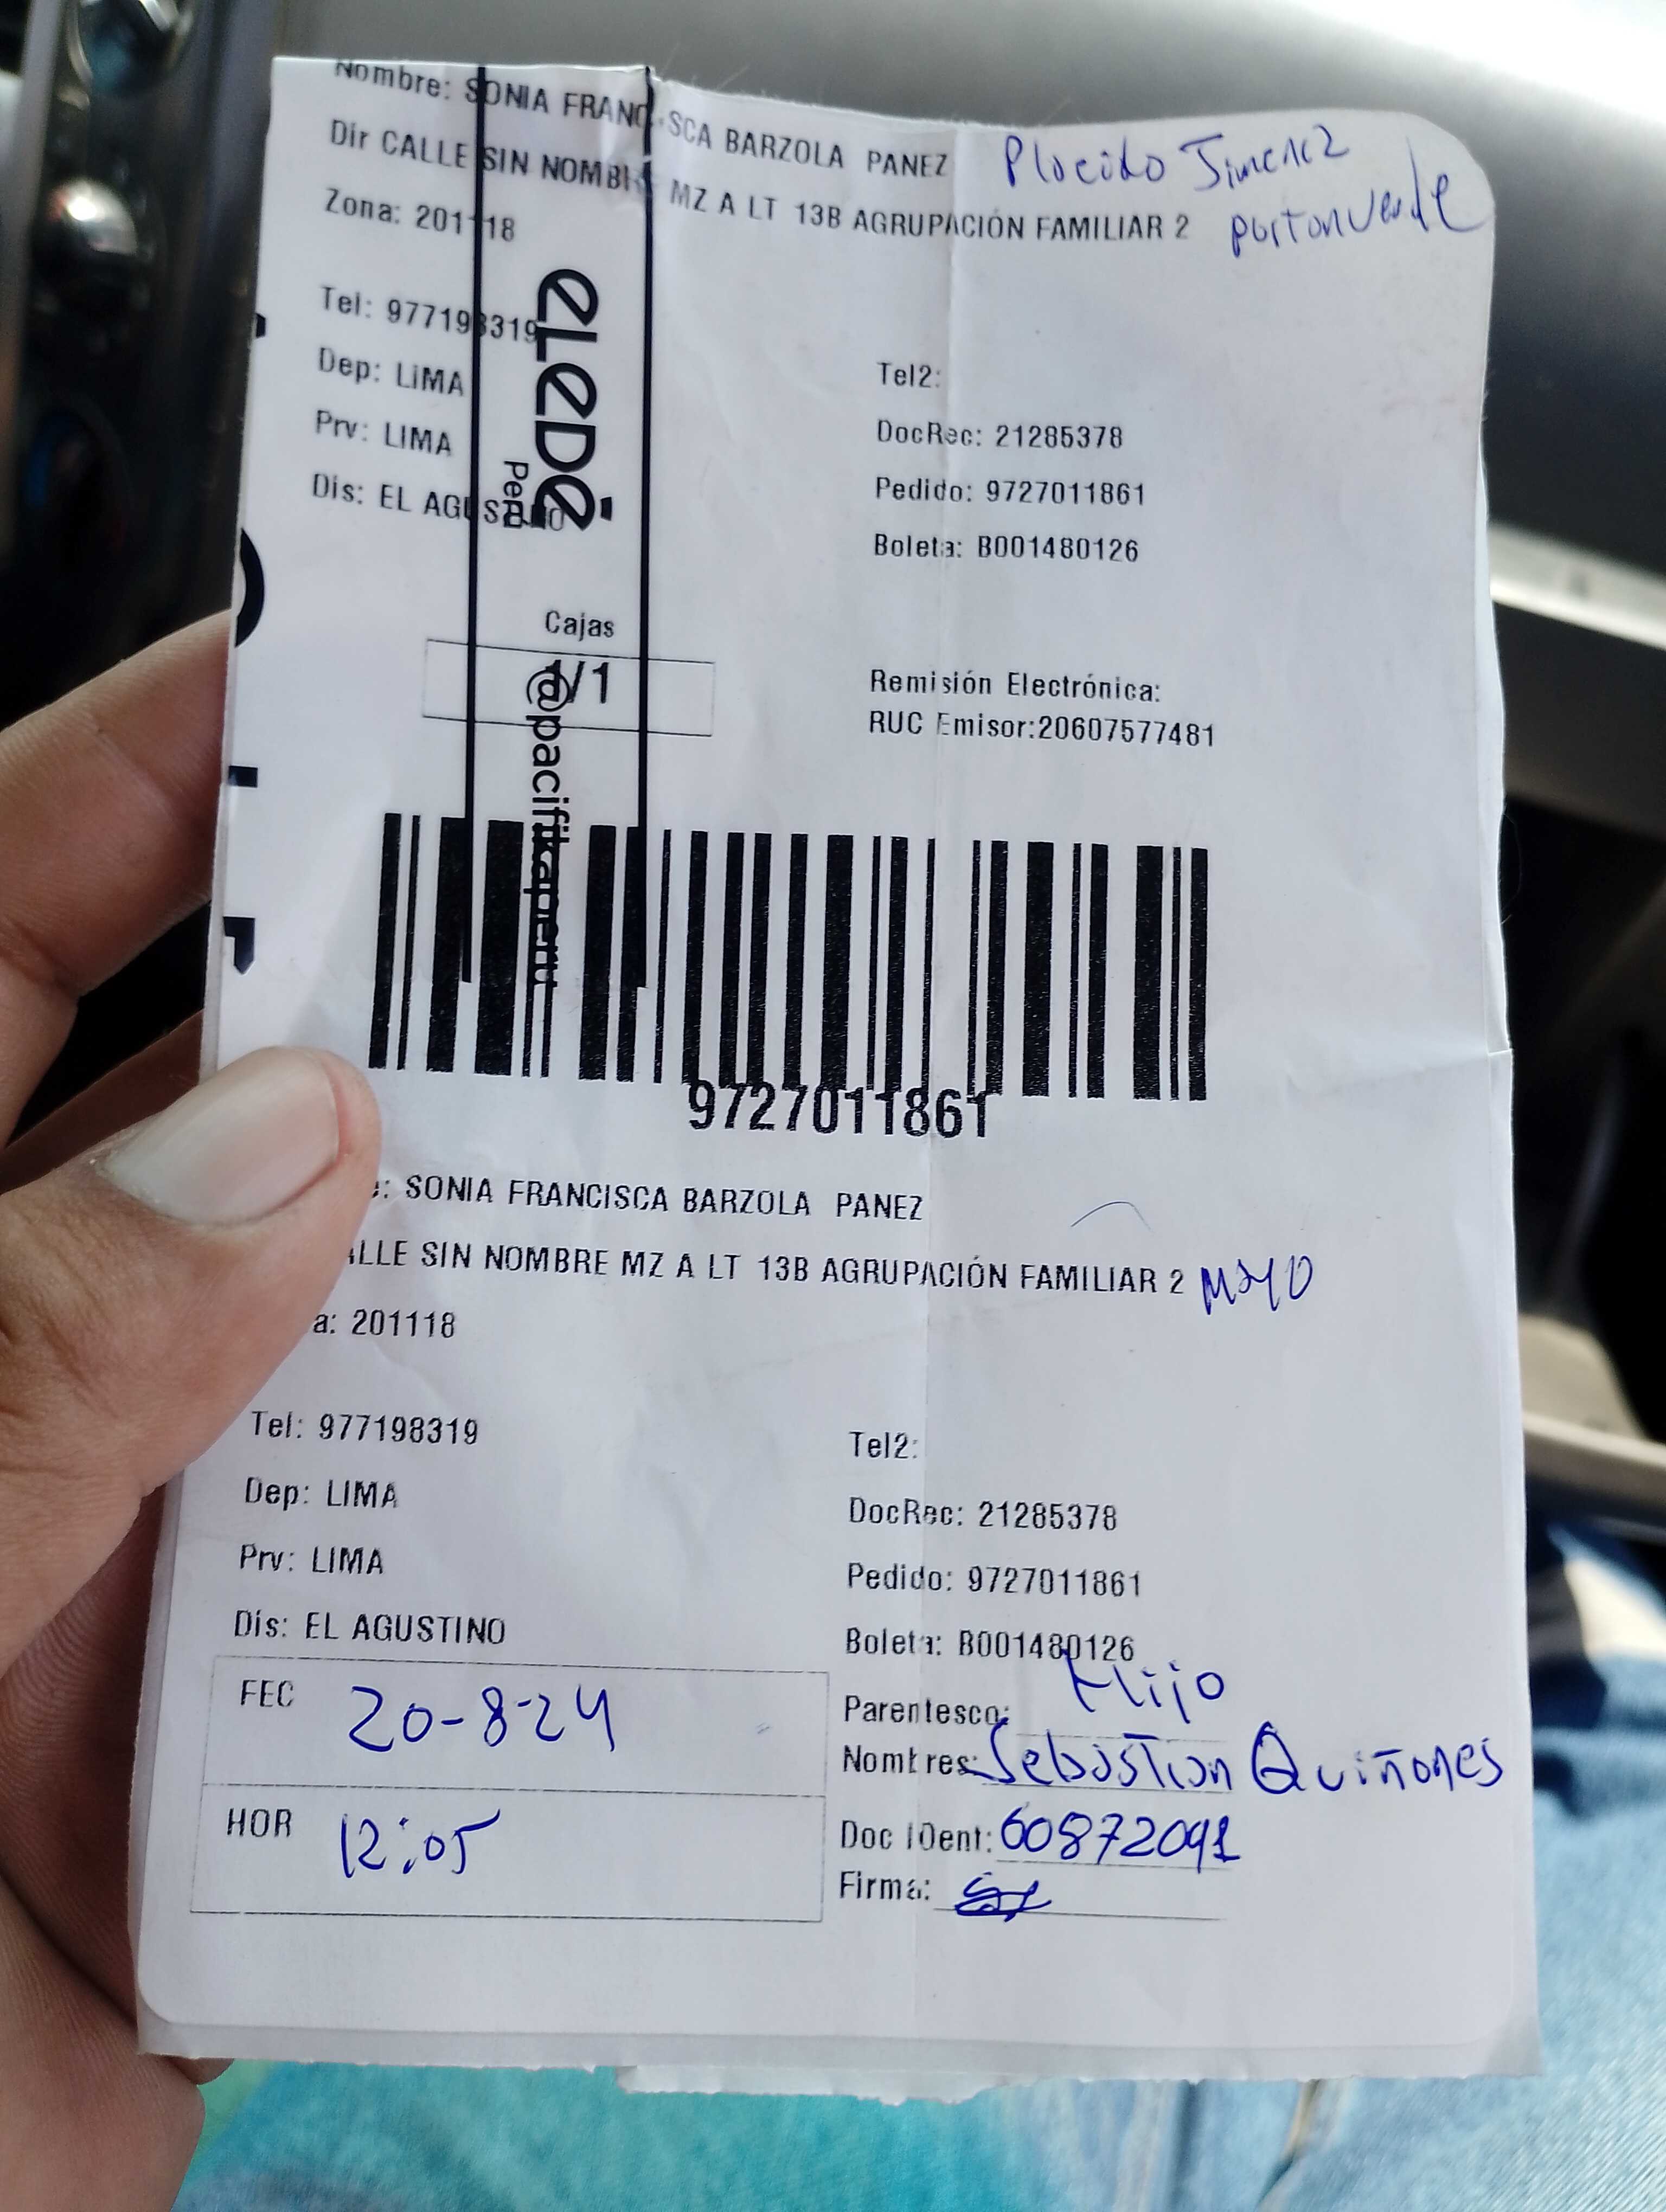 Nombre: SONIA FRANCISCA BARZOLA PANEZ
Placido Jimenez
Dir CALLE SIN NOMBRE MZ A LT 13B AGRUPACIÓN FAMILIAR 2
porton verde
Zona: 201118
Tel: 977198319
Tel2:
Dep: LIMA
DocRec: 21285378
Prv: LIMA
Pedido: 9727011861
Dis: EL AGUSTINO
Boleta: B001480126
eLeDé
Perú
@pacifikaperu
Cajas
1/1
Remisión Electrónica:
RUC Emisor:20607577481
9727011861
e: SONIA FRANCISCA BARZOLA PANEZ
ALLE SIN NOMBRE MZ A LT 13B AGRUPACIÓN FAMILIAR 2 MAYO
a: 201118
Tel: 977198319
Tel2:
Dep: LIMA
DocRec: 21285378
Prv: LIMA
Pedido: 9727011861
Dis: EL AGUSTINO
Boleta: B001480126
FEC 20-8-24
Parentesco: Hijo
Nombres: Sebastian Quiñones
HOR 12:05
Doc IDent: 60872091
Firma: